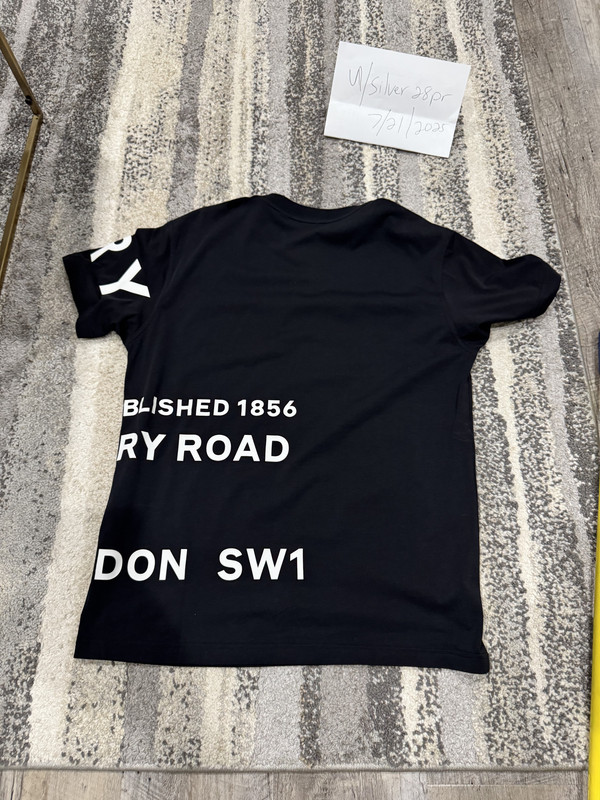 U/Silver28pr
7/21/2025
RY
BLISHED 1856
RY ROAD
DON SW1